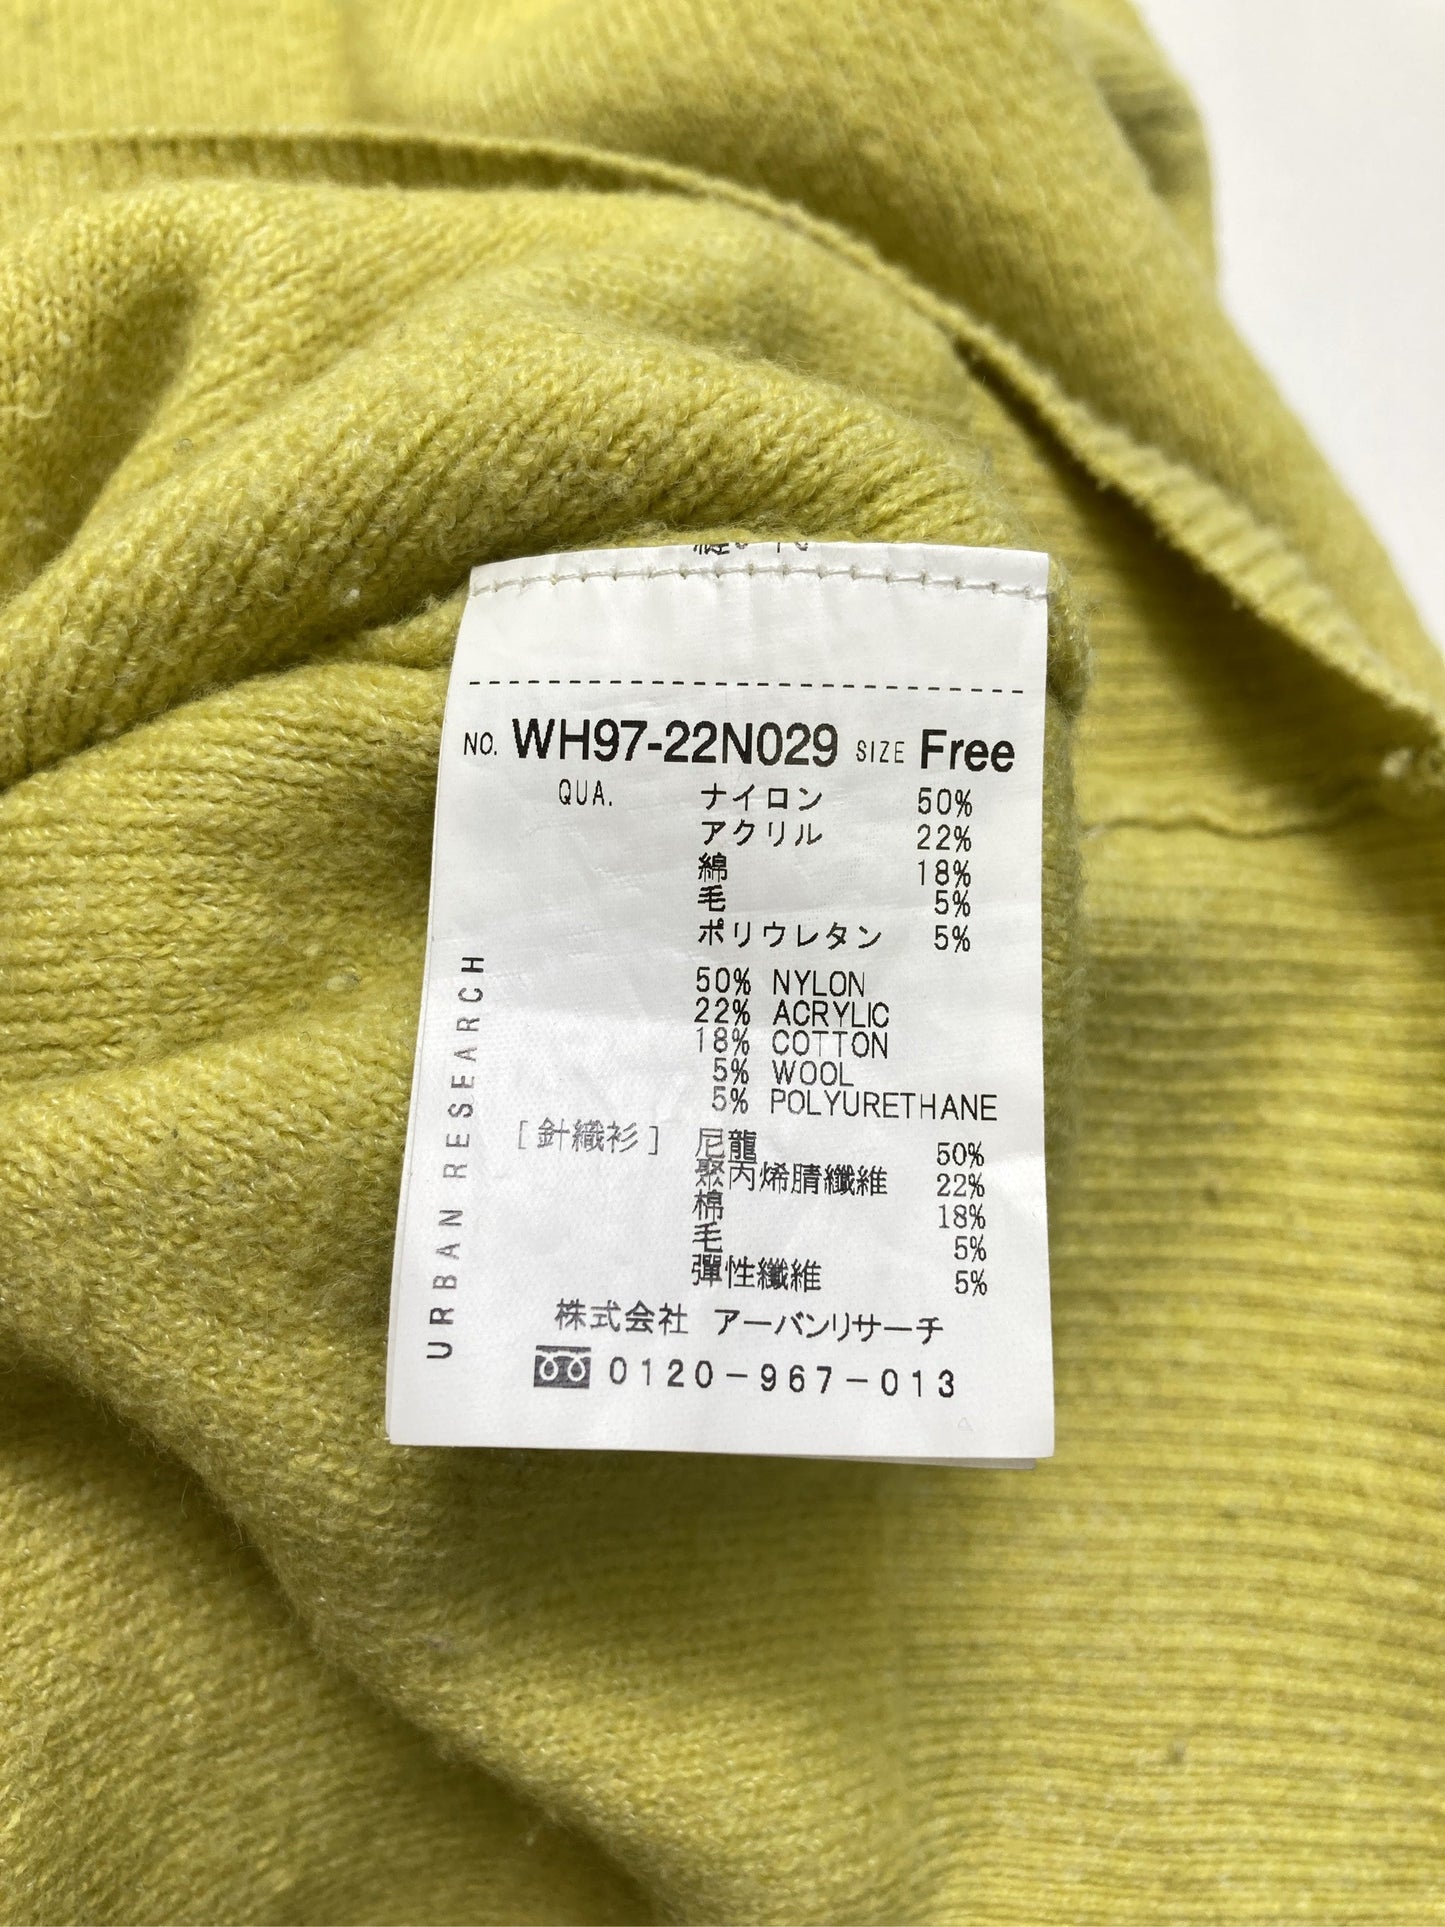 NO. WH97-22N029 SIZE Free
QUA. ナイロン 50%
アクリル 22%
綿 18%
毛 5%
ポリウレタン 5%
50% NYLON
22% ACRYLIC
18% COTTON
5% WOOL
5% POLYURETHANE
[針織衫] 尼龍 50%
聚丙烯腈纖維 22%
棉 18%
毛 5%
彈性纖維 5%
株式会社 アーバンリサーチ
0120-967-013
URBAN RESEARCH